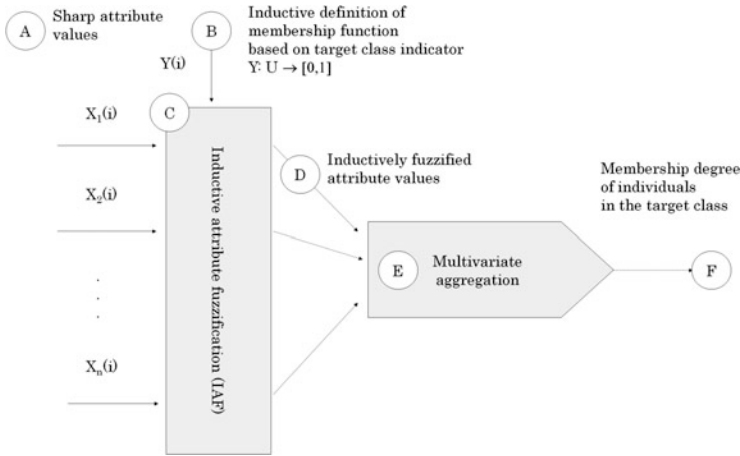 A
Sharp attribute
values
B
Inductive definition of
membership function
based on target class indicator
Y: U → [0,1]
Y(i)
C
X1(i)
X2(i)
.
.
.
Xn(i)
Inductive attribute fuzzification (IAF)
D
Inductively fuzzified
attribute values
E
Multivariate
aggregation
Membership degree
of individuals
in the target class
F